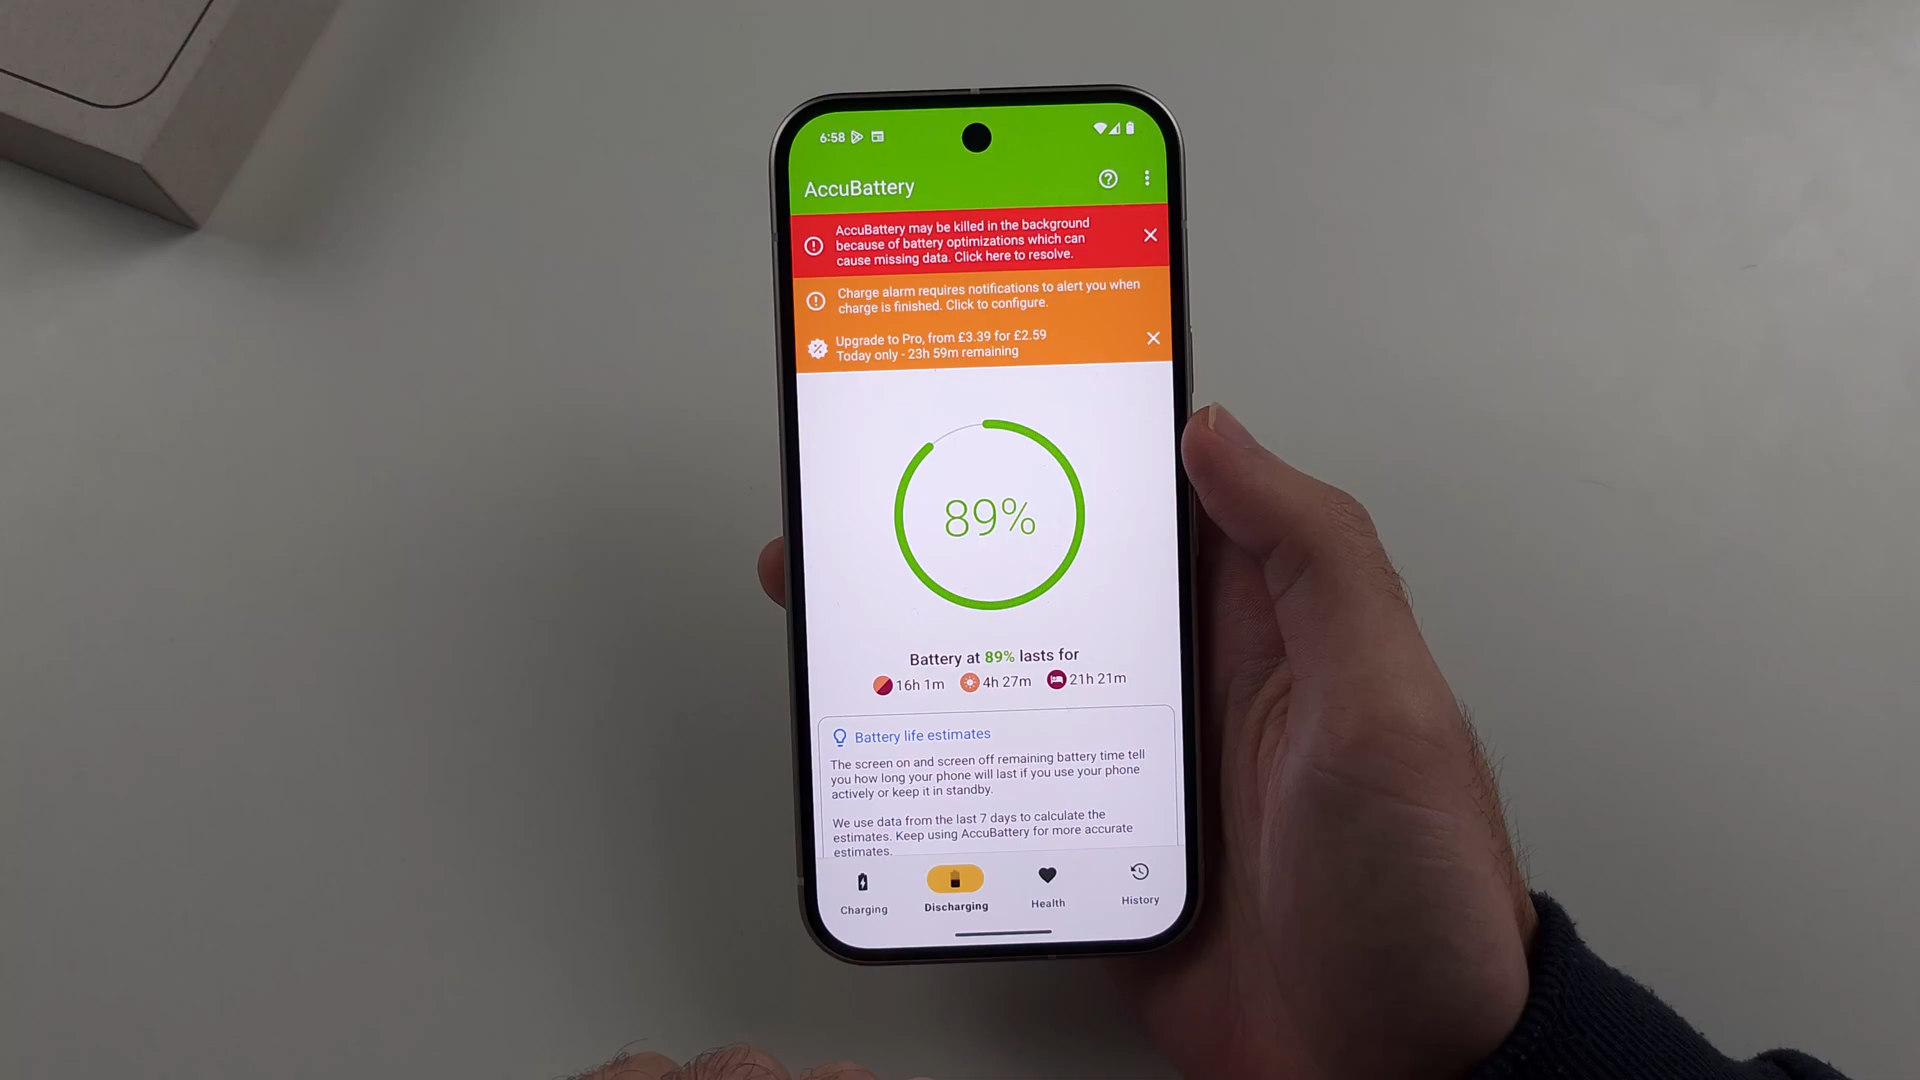 6:58
AccuBattery
AccuBattery may be killed in the background
because of battery optimizations which can
cause missing data. Click here to resolve.
Charge alarm requires notifications to alert you when
charge is finished. Click to configure.
Upgrade to Pro, from £3.39 for £2.59
Today only - 23h 59m remaining
89%
Battery at 89% lasts for
16h 1m 4h 27m 21h 21m
Battery life estimates
The screen on and screen off remaining battery time tell
you how long your phone will last if you use your phone
actively or keep it in standby.
We use data from the last 7 days to calculate the
estimates. Keep using AccuBattery for more accurate
estimates.
Charging Discharging Health History